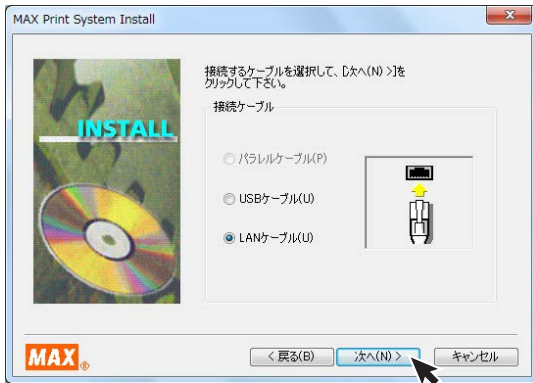 MAX Print System Install
接続するケーブルを選択して、[次へ(N) >]を
クリックして下さい。
接続ケーブル
INSTALL
パラレルケーブル(P)
USBケーブル(U)
LANケーブル(U)
MAX®
< 戻る(B)
次へ(N) >
キャンセル